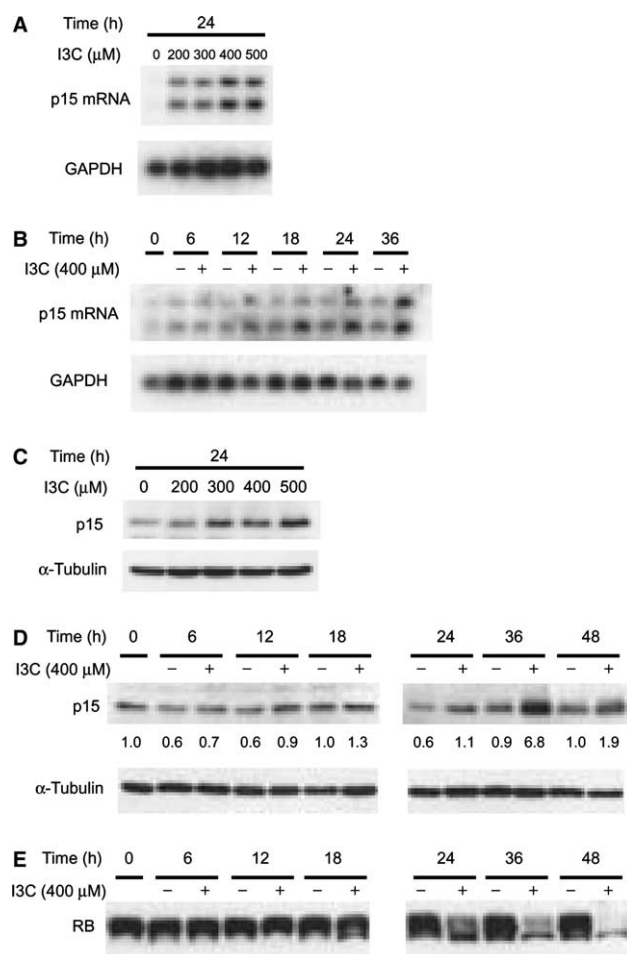 A Time (h) 24
I3C (μM) 0 200 300 400 500
p15 mRNA
GAPDH
B Time (h) 0 6 12 18 24 36
I3C (400 μM) – + – + – + – + – +
p15 mRNA
GAPDH
C Time (h) 24
I3C (μM) 0 200 300 400 500
p15
α-Tubulin
D Time (h) 0 6 12 18 24 36 48
I3C (400 μM) – + – + – + – + – + – +
p15
1.0 0.6 0.7 0.6 0.9 1.0 1.3 0.6 1.1 0.9 6.8 1.0 1.9
α-Tubulin
E Time (h) 0 6 12 18 24 36 48
I3C (400 μM) – + – + – + – + – + – +
RB